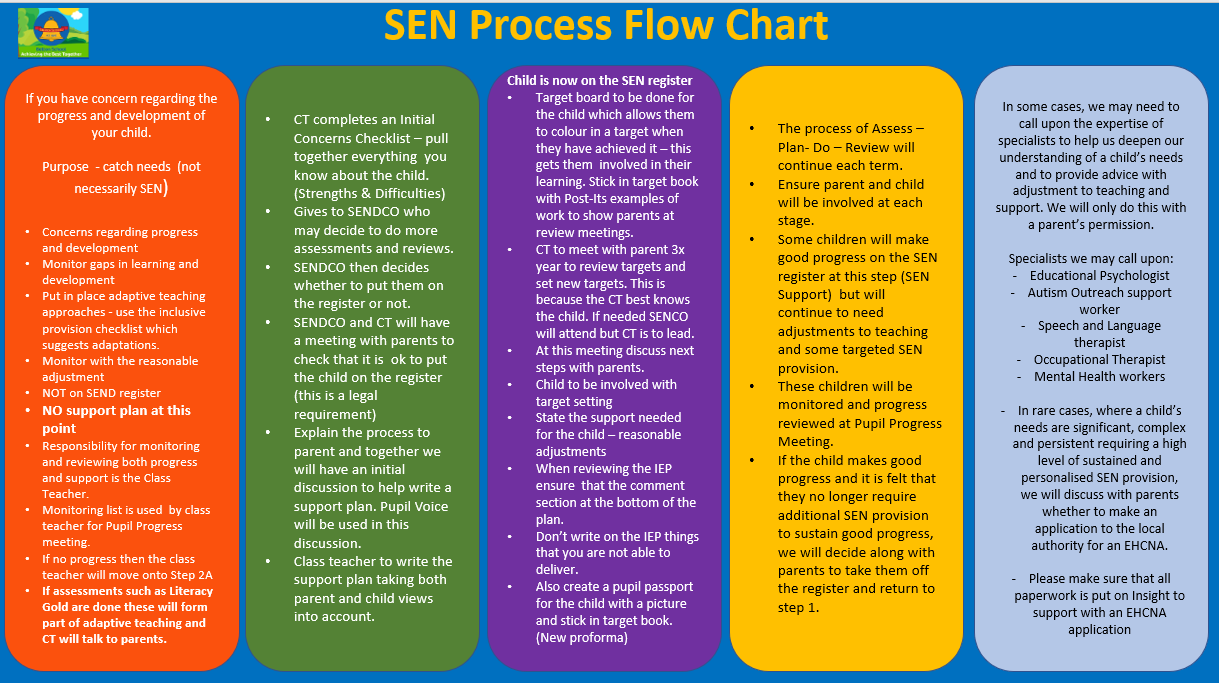 SEN Process Flow Chart
Achieving the Best Together
If you have concern regarding the
progress and development of
your child.
Purpose - catch needs (not
necessarily SEN)
• Concerns regarding progress
and development
• Monitor gaps in learning and
development
• Put in place adaptive teaching
approaches - use the inclusive
provision checklist which
suggests adaptations.
• Monitor with the reasonable
adjustment
• NOT on SEND register
• NO support plan at this
point
• Responsibility for monitoring
and reviewing both progress
and support is the Class
Teacher.
• Monitoring list is used by class
teacher for Pupil Progress
meeting.
• If no progress then the class
teacher will move onto Step 2A
• If assessments such as Literacy
Gold are done these will form
part of adaptive teaching and
CT will talk to parents.
• CT completes an Initial
Concerns Checklist – pull
together everything you
know about the child.
(Strengths & Difficulties)
• Gives to SENDCO who
may decide to do more
assessments and reviews.
• SENDCO then decides
whether to put them on
the register or not.
• SENDCO and CT will have
a meeting with parents to
check that it is ok to put
the child on the register
(this is a legal
requirement)
• Explain the process to
parent and together we
will have an initial
discussion to help write a
support plan. Pupil Voice
will be used in this
discussion.
• Class teacher to write the
support plan taking both
parent and child views
into account.
Child is now on the SEN register
• Target board to be done for
the child which allows them
to colour in a target when
they have achieved it – this
gets them involved in their
learning. Stick in target book
with Post-Its examples of
work to show parents at
review meetings.
• CT to meet with parent 3x
year to review targets and
set new targets. This is
because the CT best knows
the child. If needed SENCO
will attend but CT is to lead.
• At this meeting discuss next
steps with parents.
• Child to be involved with
target setting
• State the support needed
for the child – reasonable
adjustments
• When reviewing the IEP
ensure that the comment
section at the bottom of the
plan.
• Don't write on the IEP things
that you are not able to
deliver.
• Also create a pupil passport
for the child with a picture
and stick in target book.
(New proforma)
• The process of Assess –
Plan- Do – Review will
continue each term.
• Ensure parent and child
will be involved at each
stage.
• Some children will make
good progress on the SEN
register at this step (SEN
Support) but will
continue to need
adjustments to teaching
and some targeted SEN
provision.
• These children will be
monitored and progress
reviewed at Pupil Progress
Meeting.
• If the child makes good
progress and it is felt that
they no longer require
additional SEN provision
to sustain good progress,
we will decide along with
parents to take them off
the register and return to
step 1.
In some cases, we may need to
call upon the expertise of
specialists to help us deepen our
understanding of a child's needs
and to provide advice with
adjustment to teaching and
support. We will only do this with
a parent's permission.
Specialists we may call upon:
- Educational Psychologist
- Autism Outreach support
worker
- Speech and Language
therapist
- Occupational Therapist
- Mental Health workers
- In rare cases, where a child's
needs are significant, complex
and persistent requiring a high
level of sustained and
personalised SEN provision,
we will discuss with parents
whether to make an
application to the local
authority for an EHCNA.
- Please make sure that all
paperwork is put on Insight to
support with an EHCNA
application